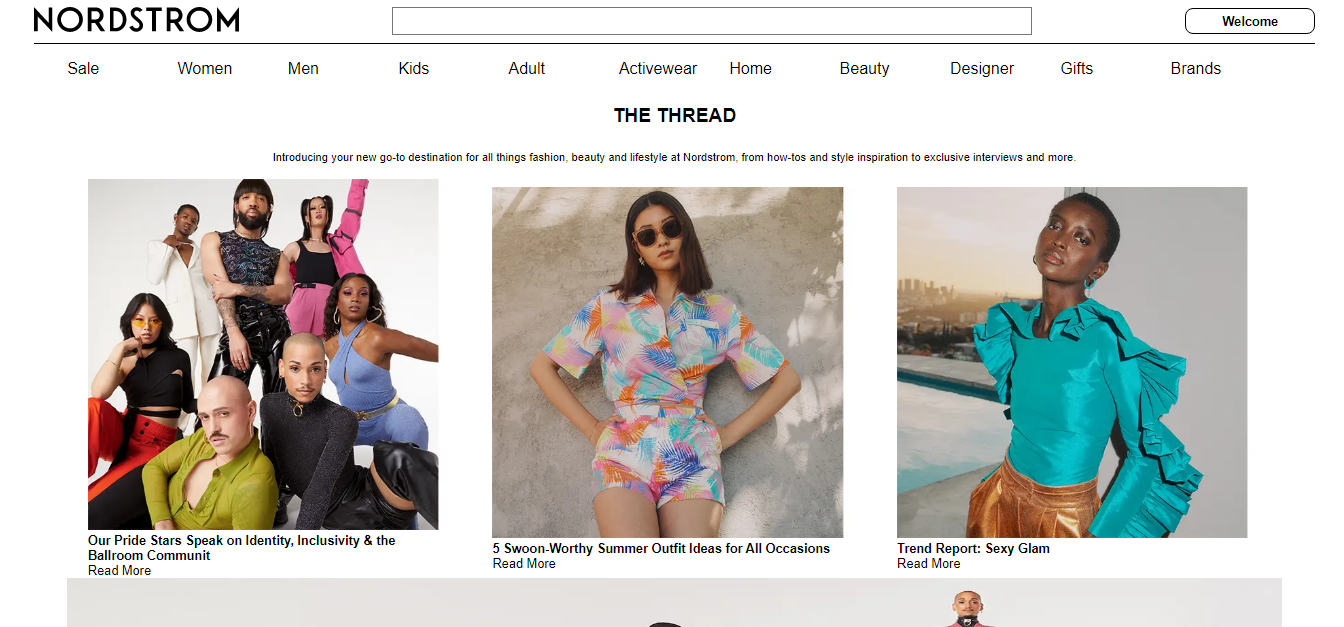 NORDSTROM
Welcome
Sale Women Men Kids Adult Activewear Home Beauty Designer Gifts Brands
THE THREAD
Introducing your new go-to destination for all things fashion, beauty and lifestyle at Nordstrom, from how-tos and style inspiration to exclusive interviews and more.
Our Pride Stars Speak on Identity, Inclusivity & the
Ballroom Communit
Read More
5 Swoon-Worthy Summer Outfit Ideas for All Occasions
Read More
Trend Report: Sexy Glam
Read More